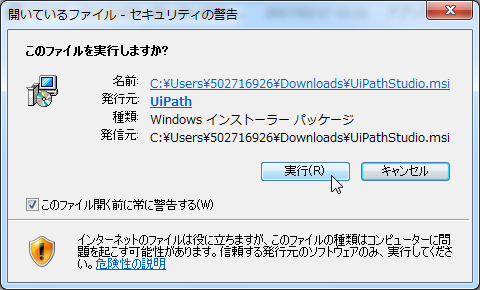 開いているファイル - セキュリティの警告
このファイルを実行しますか?
名前: C:¥Users¥502716926¥Downloads¥UiPathStudio.msi
発行元: UiPath
種類: Windows インストーラー パッケージ
発信元: C:¥Users¥502716926¥Downloads¥UiPathStudio.msi
実行(R) キャンセル
このファイル開く前に常に警告する(W)
インターネットのファイルは役に立ちますが、このファイルの種類はコンピューターに問
題を起こす可能性があります。信頼する発行元のソフトウェアのみ、実行してくださ
い。危険性の説明